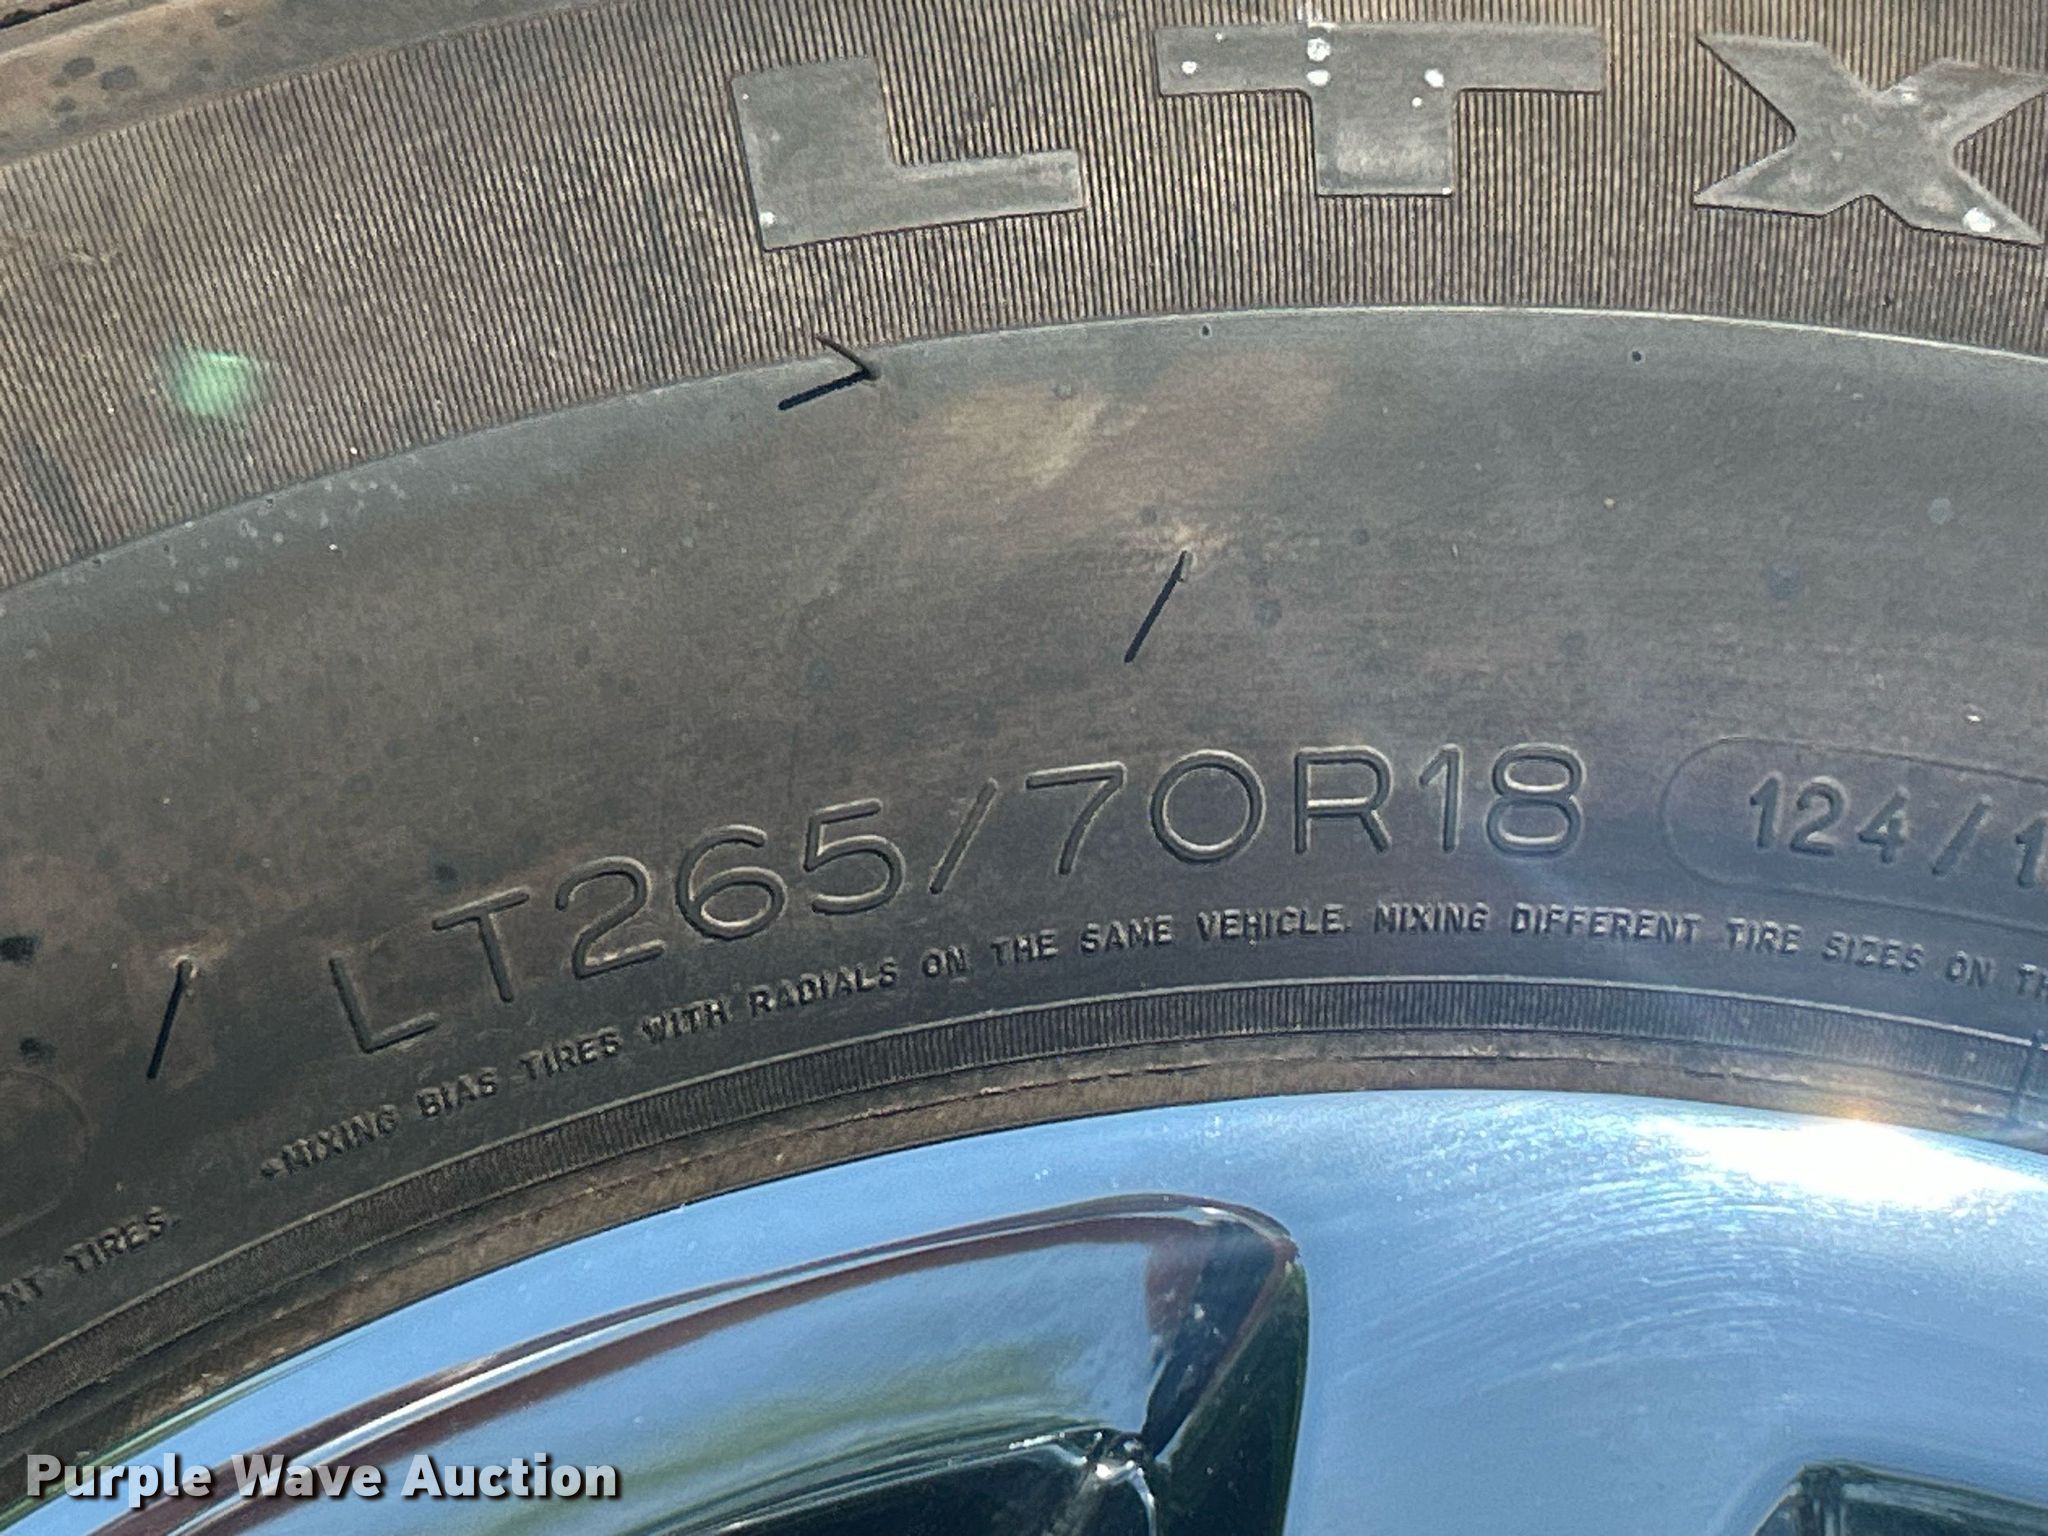 LTX
LT265/70R18 124/1
MIXING BIAS TIRES WITH RADIALS ON THE SAME VEHICLE. MIXING DIFFERENT TIRE SIZES ON TH
NT TIRES.
Purple Wave Auction